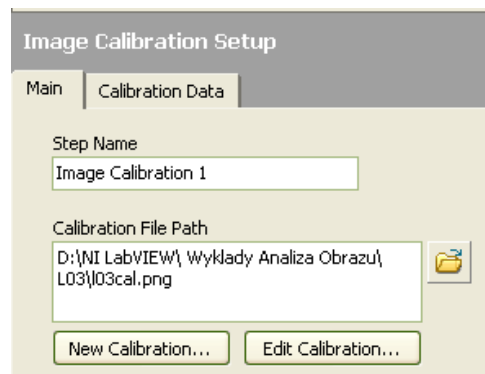 Image Calibration Setup
Main
Calibration Data
Step Name
Image Calibration 1
Calibration File Path
D:\NI LabVIEW\ Wyklady Analiza Obrazu\
L03\l03cal.png
New Calibration...
Edit Calibration...